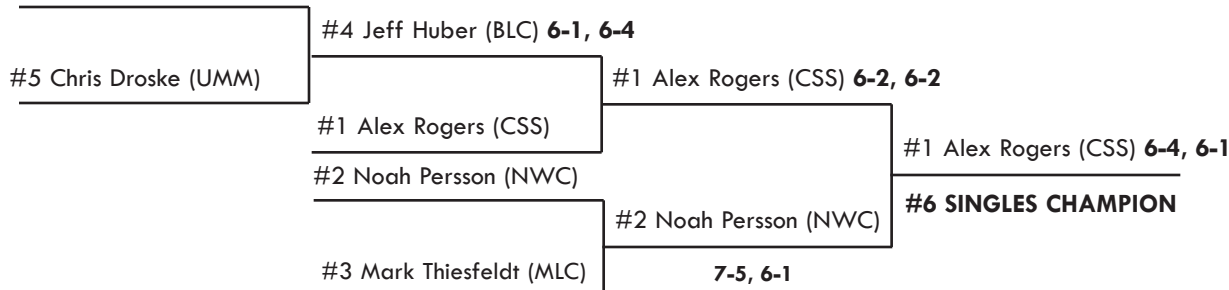 #4 Jeff Huber (BLC) 6-1, 6-4
#5 Chris Droske (UMM)
#1 Alex Rogers (CSS) 6-2, 6-2
#1 Alex Rogers (CSS)
#1 Alex Rogers (CSS) 6-4, 6-1
#2 Noah Persson (NWC)
#6 SINGLES CHAMPION
#2 Noah Persson (NWC)
#3 Mark Thiesfeldt (MLC)
7-5, 6-1